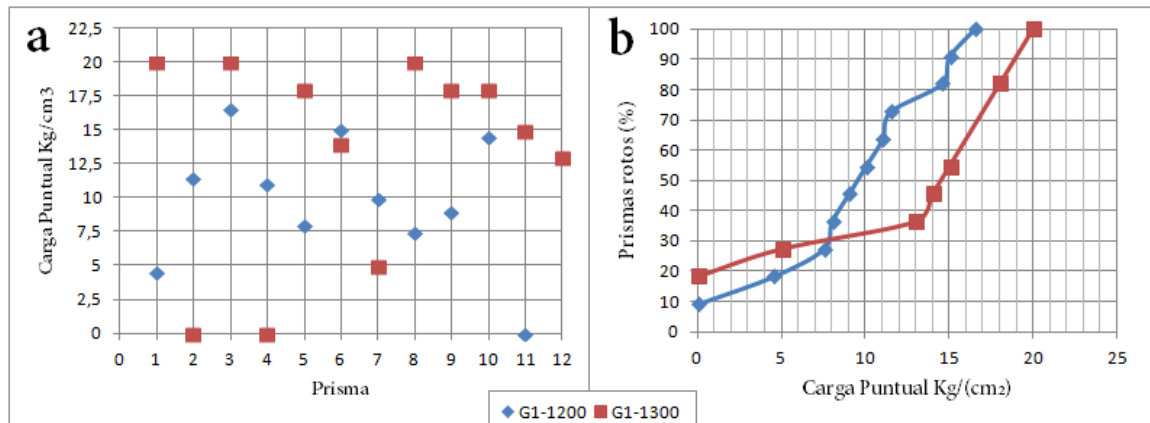 a
Carga Puntual Kg/cm3
22,5
20
17,5
15
12,5
10
7,5
5
2,5
0
0 1 2 3 4 5 6 7 8 9 10 11 12
Prisma
b
Prismas rotos (%)
100
90
80
70
60
50
40
30
20
10
0
0 5 10 15 20 25
Carga Puntual Kg/(cm2)
G1-1200 G1-1300